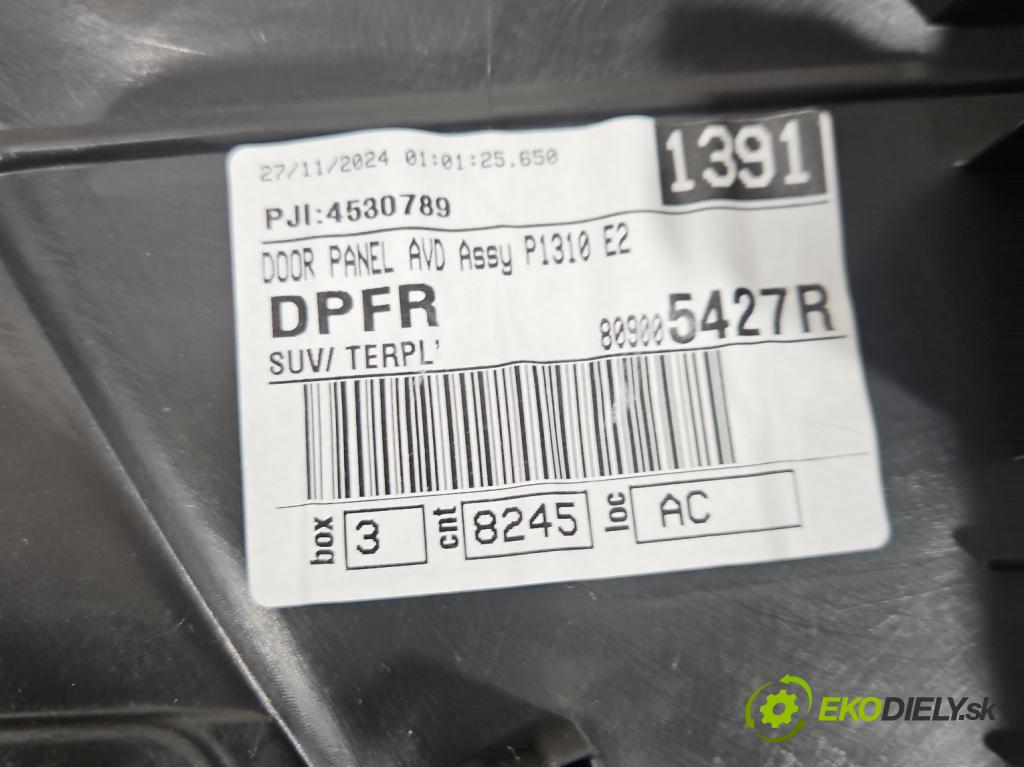 27/11/2024 01:01:25.650
1391
PJI:4530789
DOOR PANEL AVD Assy P1310 E2
DPFR
809005427R
SUV/ TERPL'
box 3 cnt 8245 loc AC
EKODIELY.sk